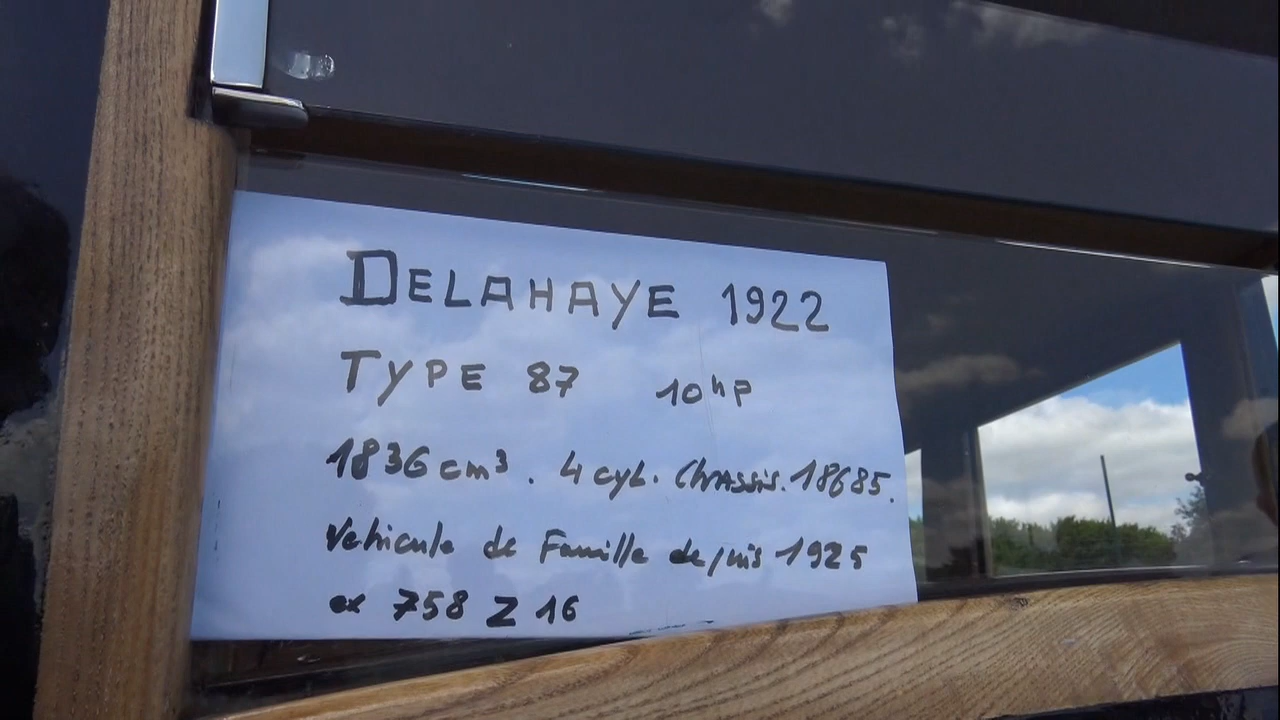 DELAHAYE 1922
TYPE 87 10hP
1836 cm³. 4 cyl. Chassis. 18685.
Vehicule de Famille depuis 1925
ex 758 Z 16